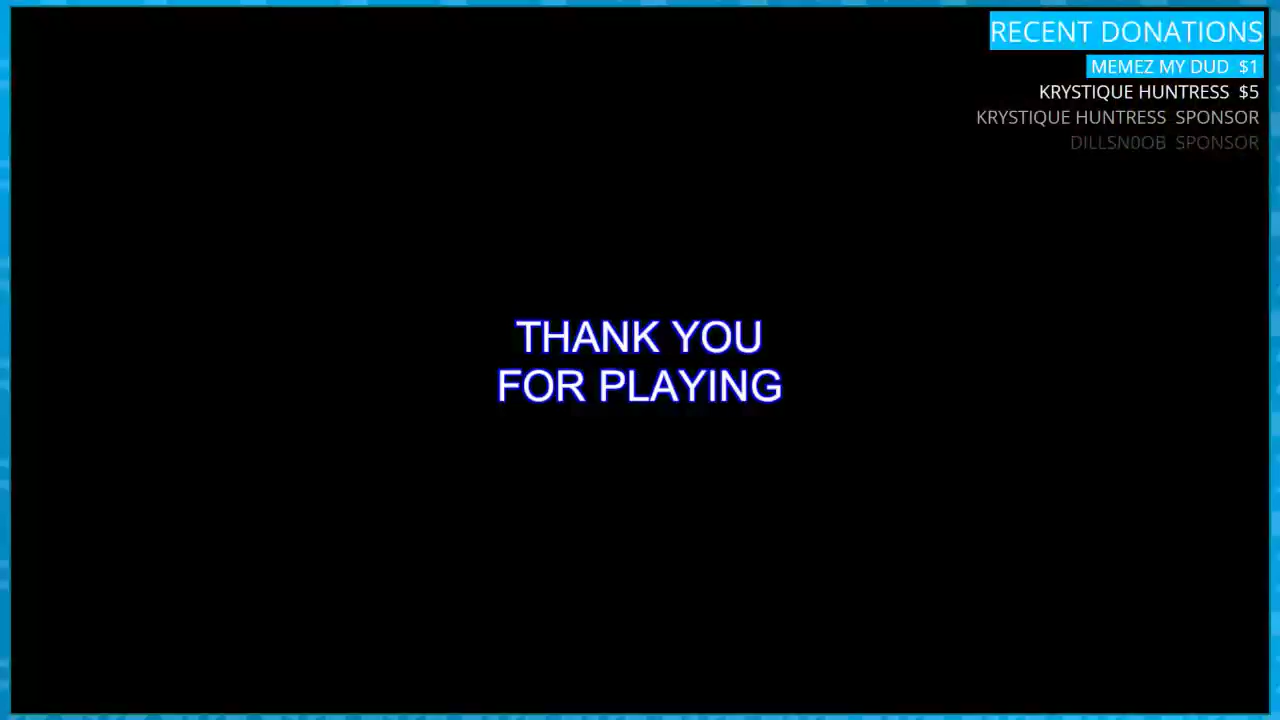 RECENT DONATIONS
MEMEZ MY DUD $1
KRYSTIQUE HUNTRESS $5
KRYSTIQUE HUNTRESS SPONSOR
DILLSN0OB SPONSOR
THANK YOU
FOR PLAYING